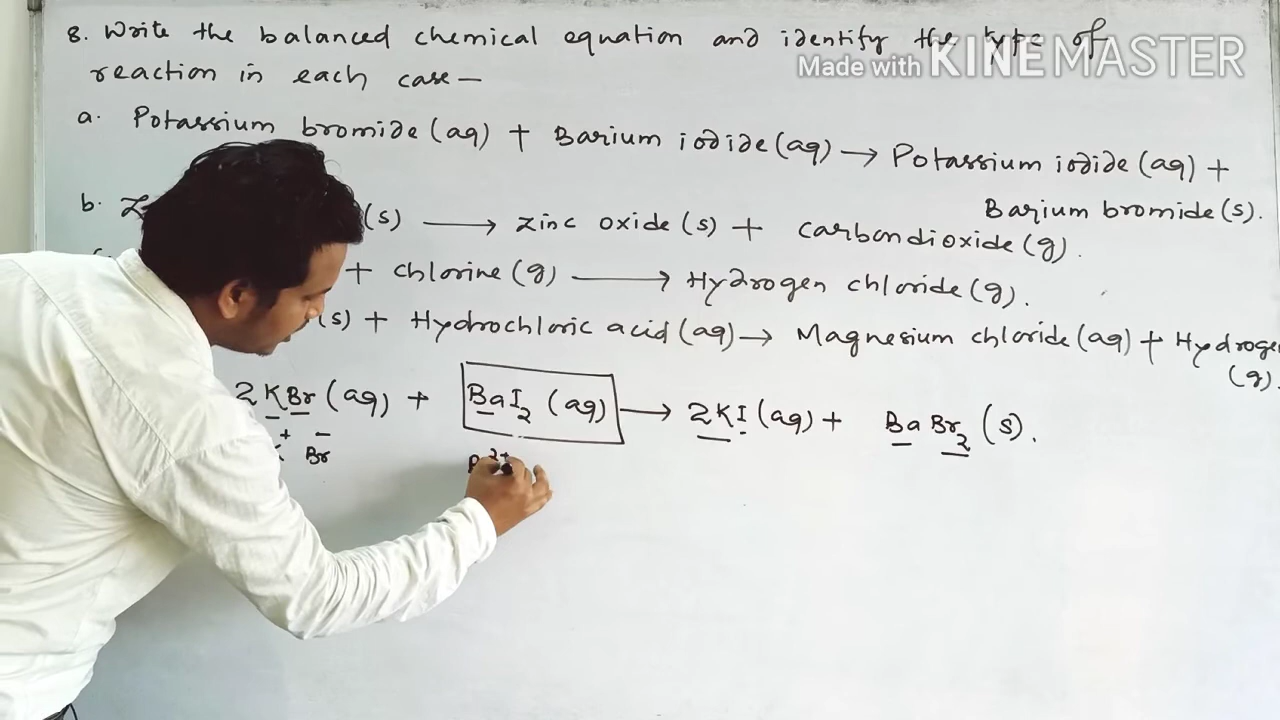 8. Write the balanced chemical equation and identify the type of
Made with KINEMASTER
reaction in each case —
a. Potassium bromide (aq) + Barium iodide (aq) → Potassium iodide (aq) +
Barium bromide (s).
b. (s) → Zinc oxide (s) + carbondioxide (g).
+ chlorine (g) → Hydrogen chloride (g).
(s) + Hydrochloric acid (aq) → Magnesium chloride (aq) + Hydrogen
(g).
2KBr (aq) + BaI₂ (aq) → 2KI (aq) + BaBr₂ (s).
+ −
Br 2+